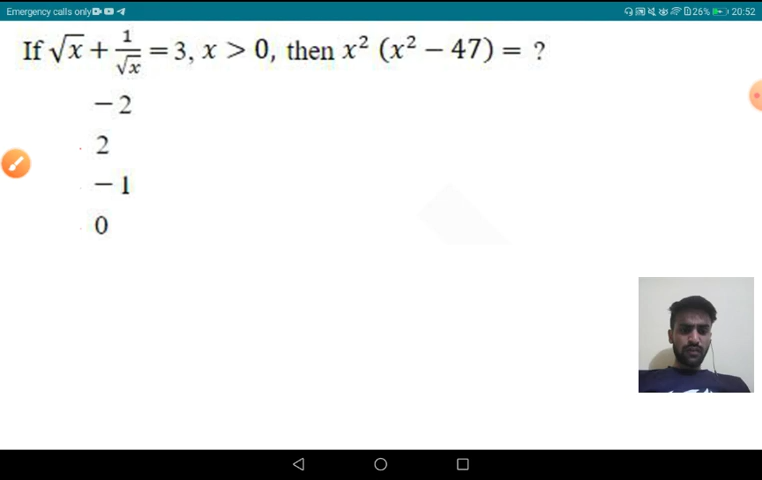 Emergency calls only 26% 20:52
If √x + 1/√x = 3, x > 0, then x² (x² − 47) = ?
−2
2
−1
0